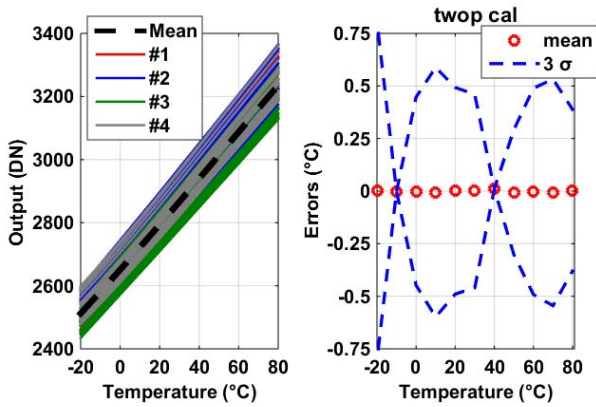 twop cal
3400
3200
3000
2800
2600
2400
Output (DN)
Mean
#1
#2
#3
#4
-20 0 20 40 60 80
Temperature (°C)
0.75
0.5
0.25
0
-0.25
-0.5
-0.75
Errors (°C)
mean
3 σ
-20 0 20 40 60 80
Temperature (°C)